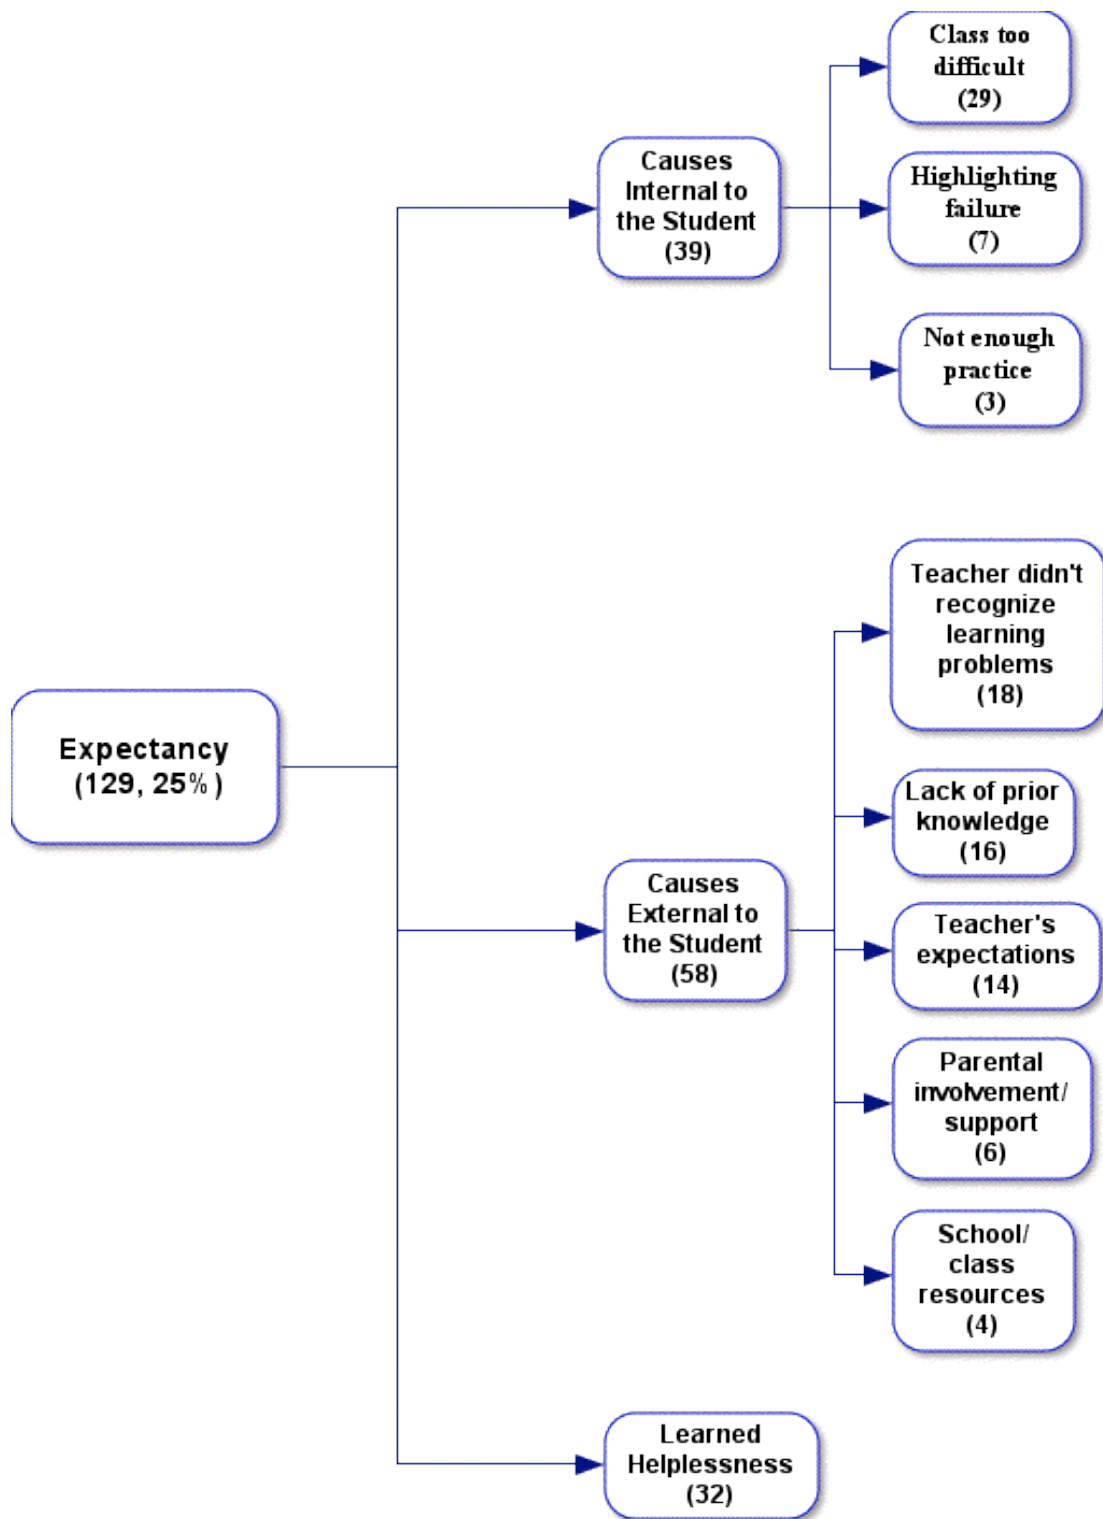 Class too
difficult
(29)
Causes
Internal to
the Student
(39)
Highlighting
failure
(7)
Not enough
practice
(3)
Expectancy
(129, 25%)
Teacher didn't
recognize
learning
problems
(18)
Lack of prior
knowledge
(16)
Causes
External to
the Student
(58)
Teacher's
expectations
(14)
Parental
involvement/
support
(6)
School/
class
resources
(4)
Learned
Helplessness
(32)